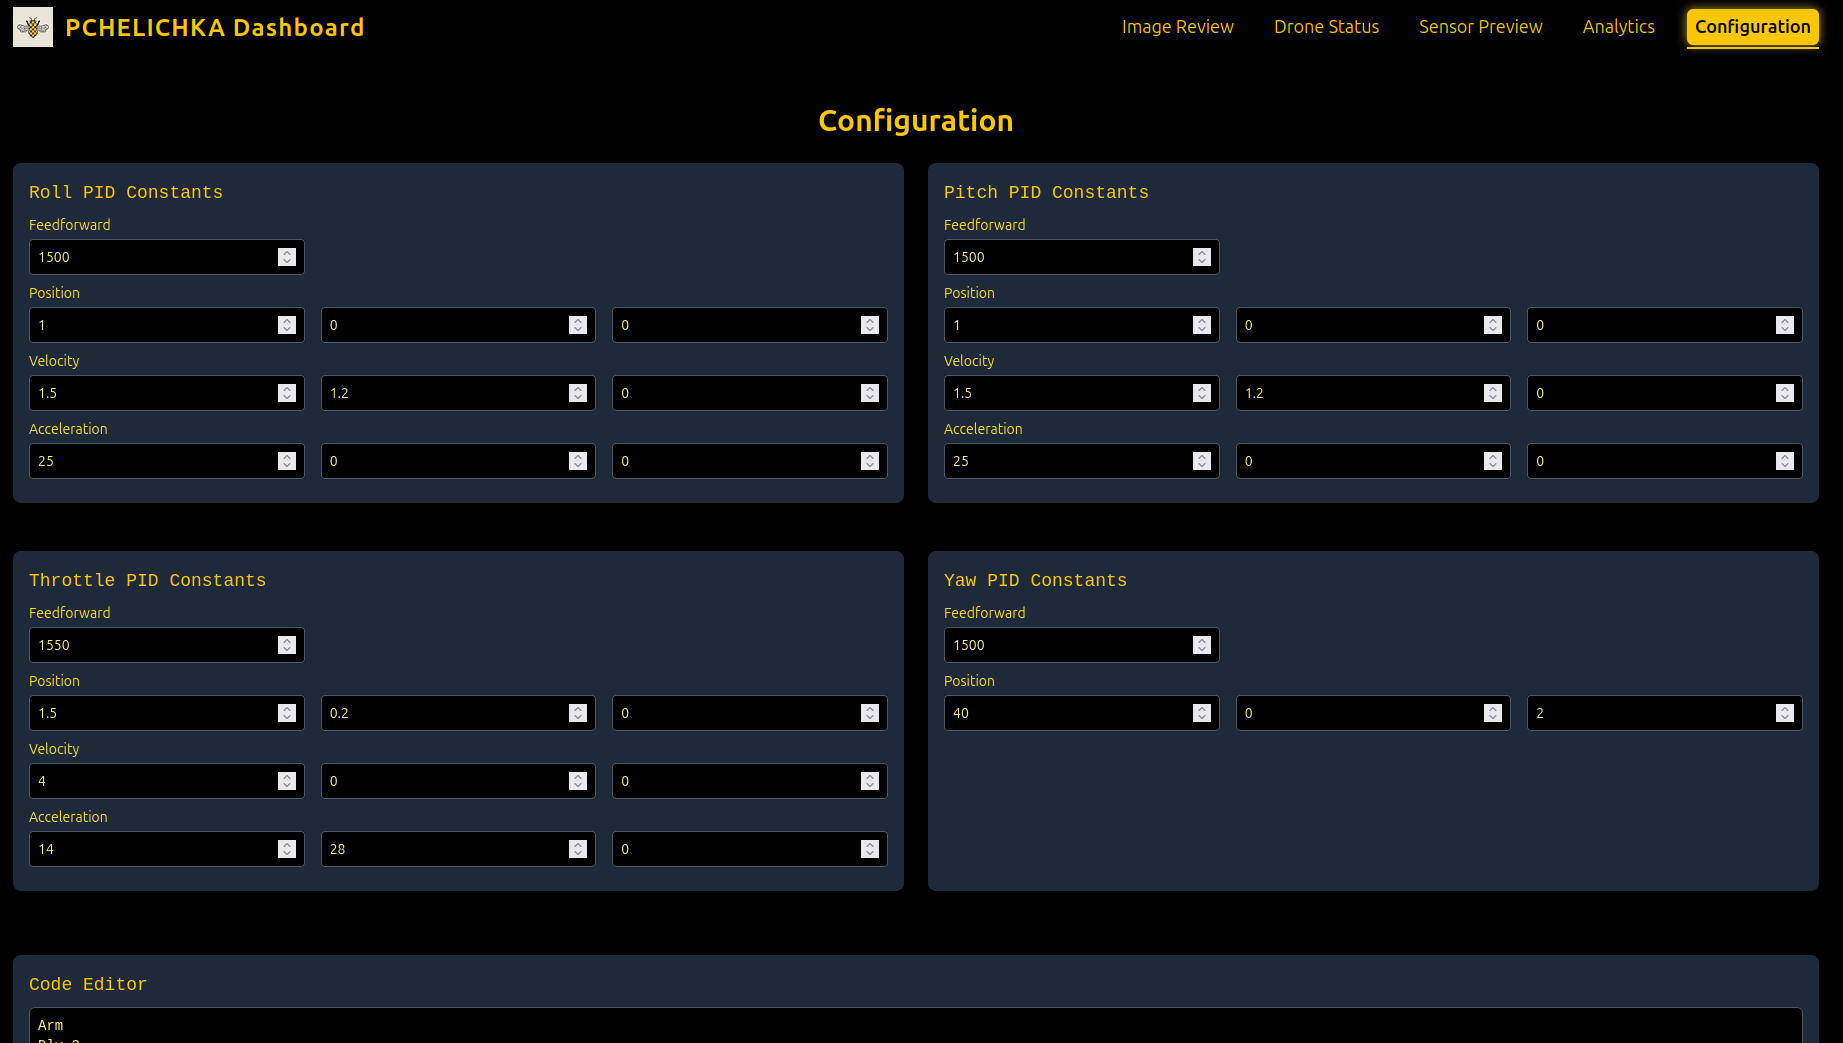 PCHELICHKA Dashboard
Image Review
Drone Status
Sensor Preview
Analytics
Configuration
Configuration
Roll PID Constants
Feedforward
1500
Position
1 0 0
Velocity
1.5 1.2 0
Acceleration
25 0 0
Pitch PID Constants
Feedforward
1500
Position
1 0 0
Velocity
1.5 1.2 0
Acceleration
25 0 0
Throttle PID Constants
Feedforward
1550
Position
1.5 0.2 0
Velocity
4 0 0
Acceleration
14 28 0
Yaw PID Constants
Feedforward
1500
Position
40 0 2
Code Editor
Arm